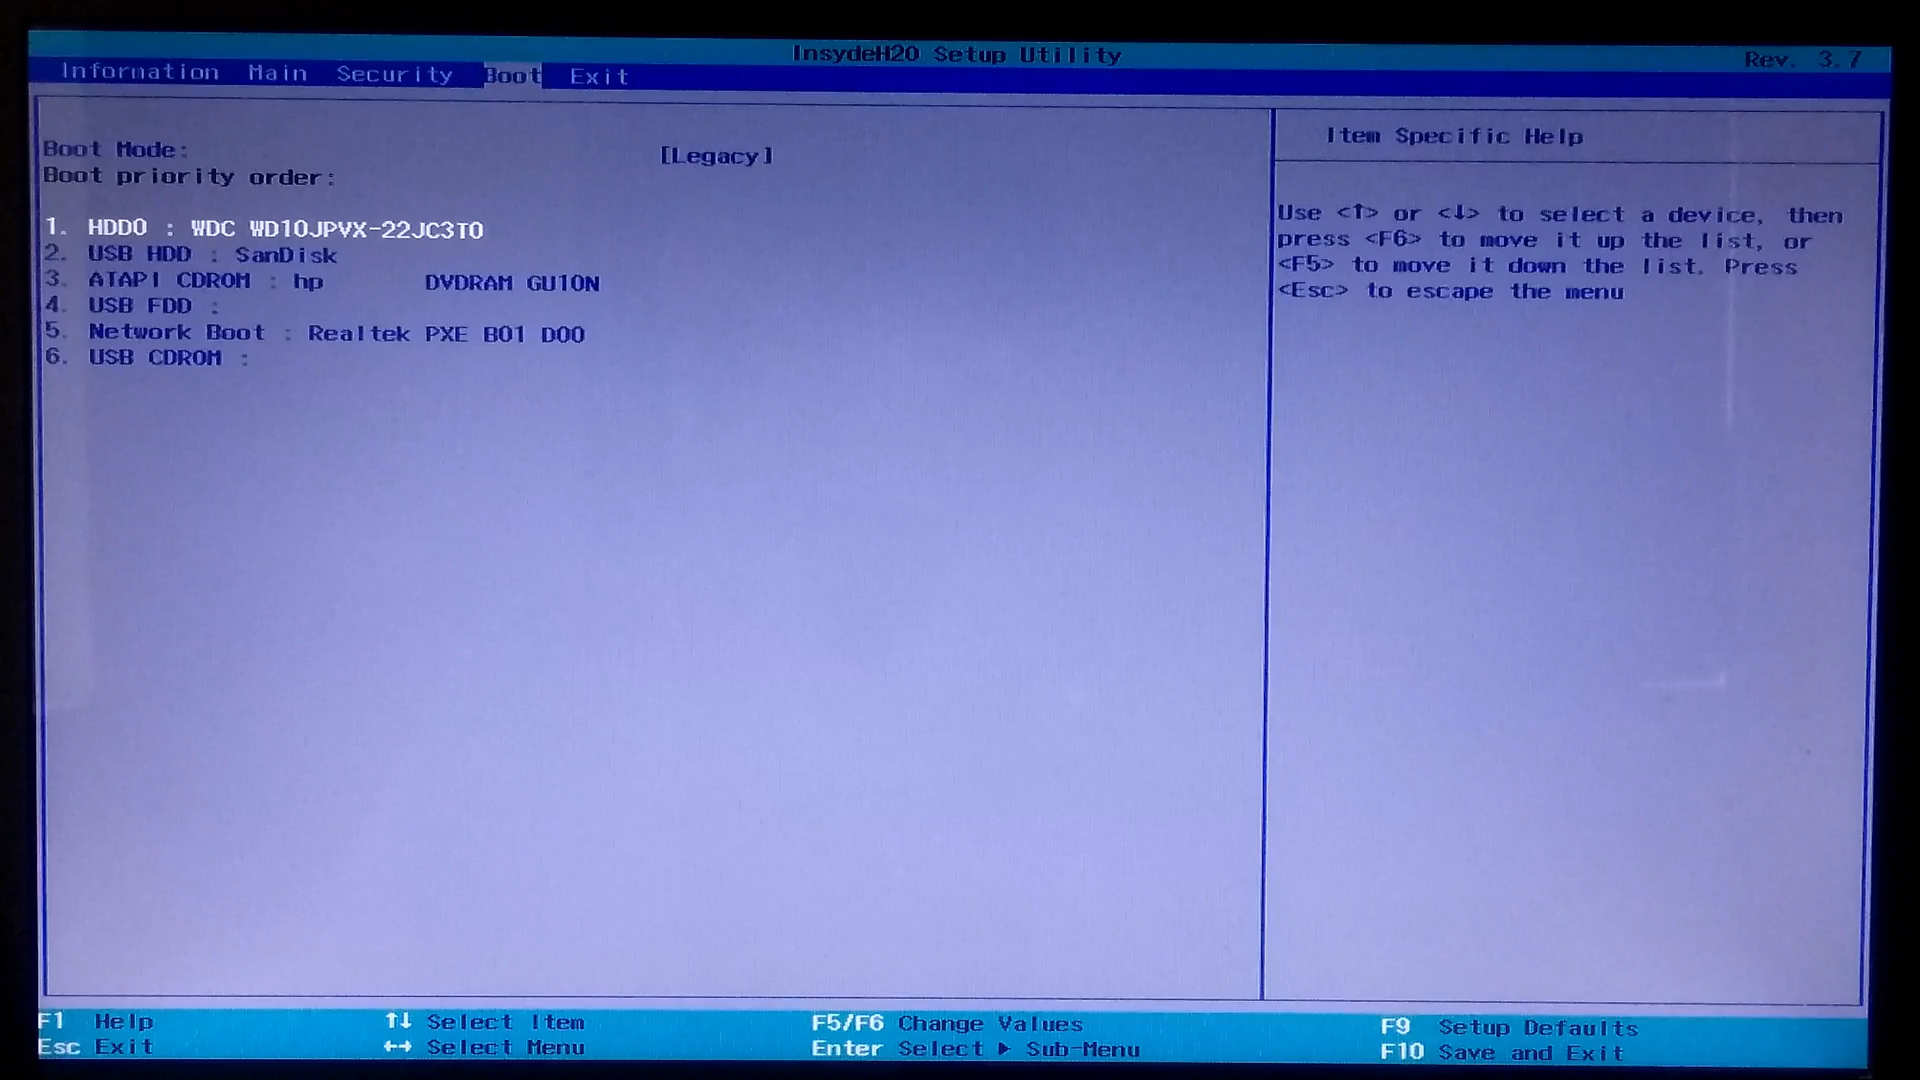 InsydeH20 Setup Utility
Rev. 3.7
Information Main Security Boot Exit
Boot Mode: [Legacy]
Boot priority order:
1. HDD0 : WDC WD10JPVX-22JC3T0
2. USB HDD : SanDisk
3. ATAPI CDROM : hp DVDRAM GU10N
4. USB FDD :
5. Network Boot : Realtek PXE B01 D00
6. USB CDROM :
Item Specific Help
Use <↑> or <↓> to select a device, then
press <F6> to move it up the list, or
<F5> to move it down the list. Press
<Esc> to escape the menu
F1 Help ↑↓ Select Item F5/F6 Change Values F9 Setup Defaults
Esc Exit ↔ Select Menu Enter Select ▶ Sub-Menu F10 Save and Exit